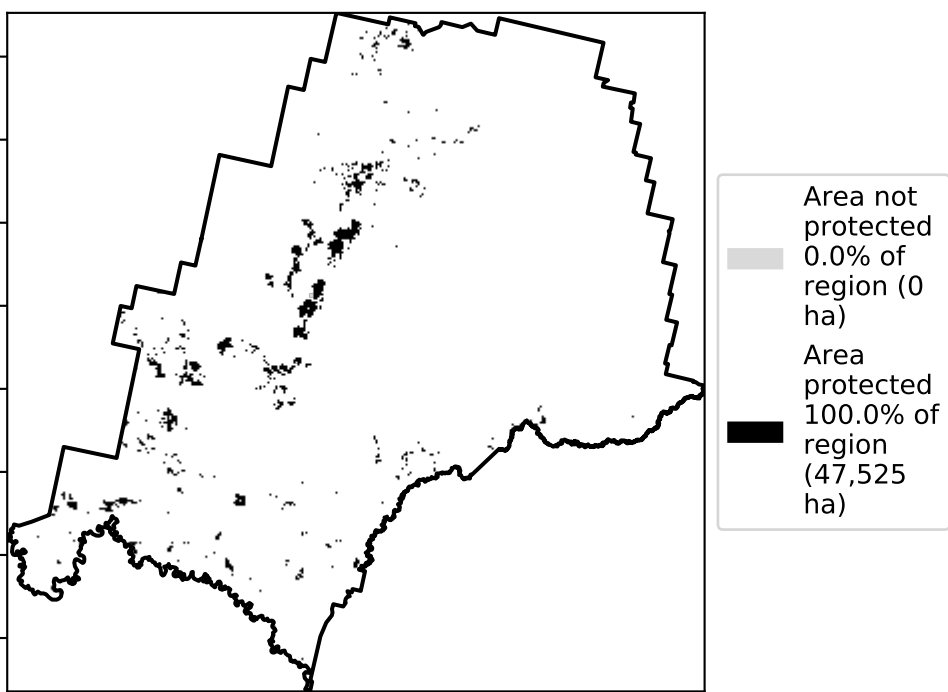 Area not
protected
0.0% of
region (0
ha)
Area
protected
100.0% of
region
(47,525
ha)